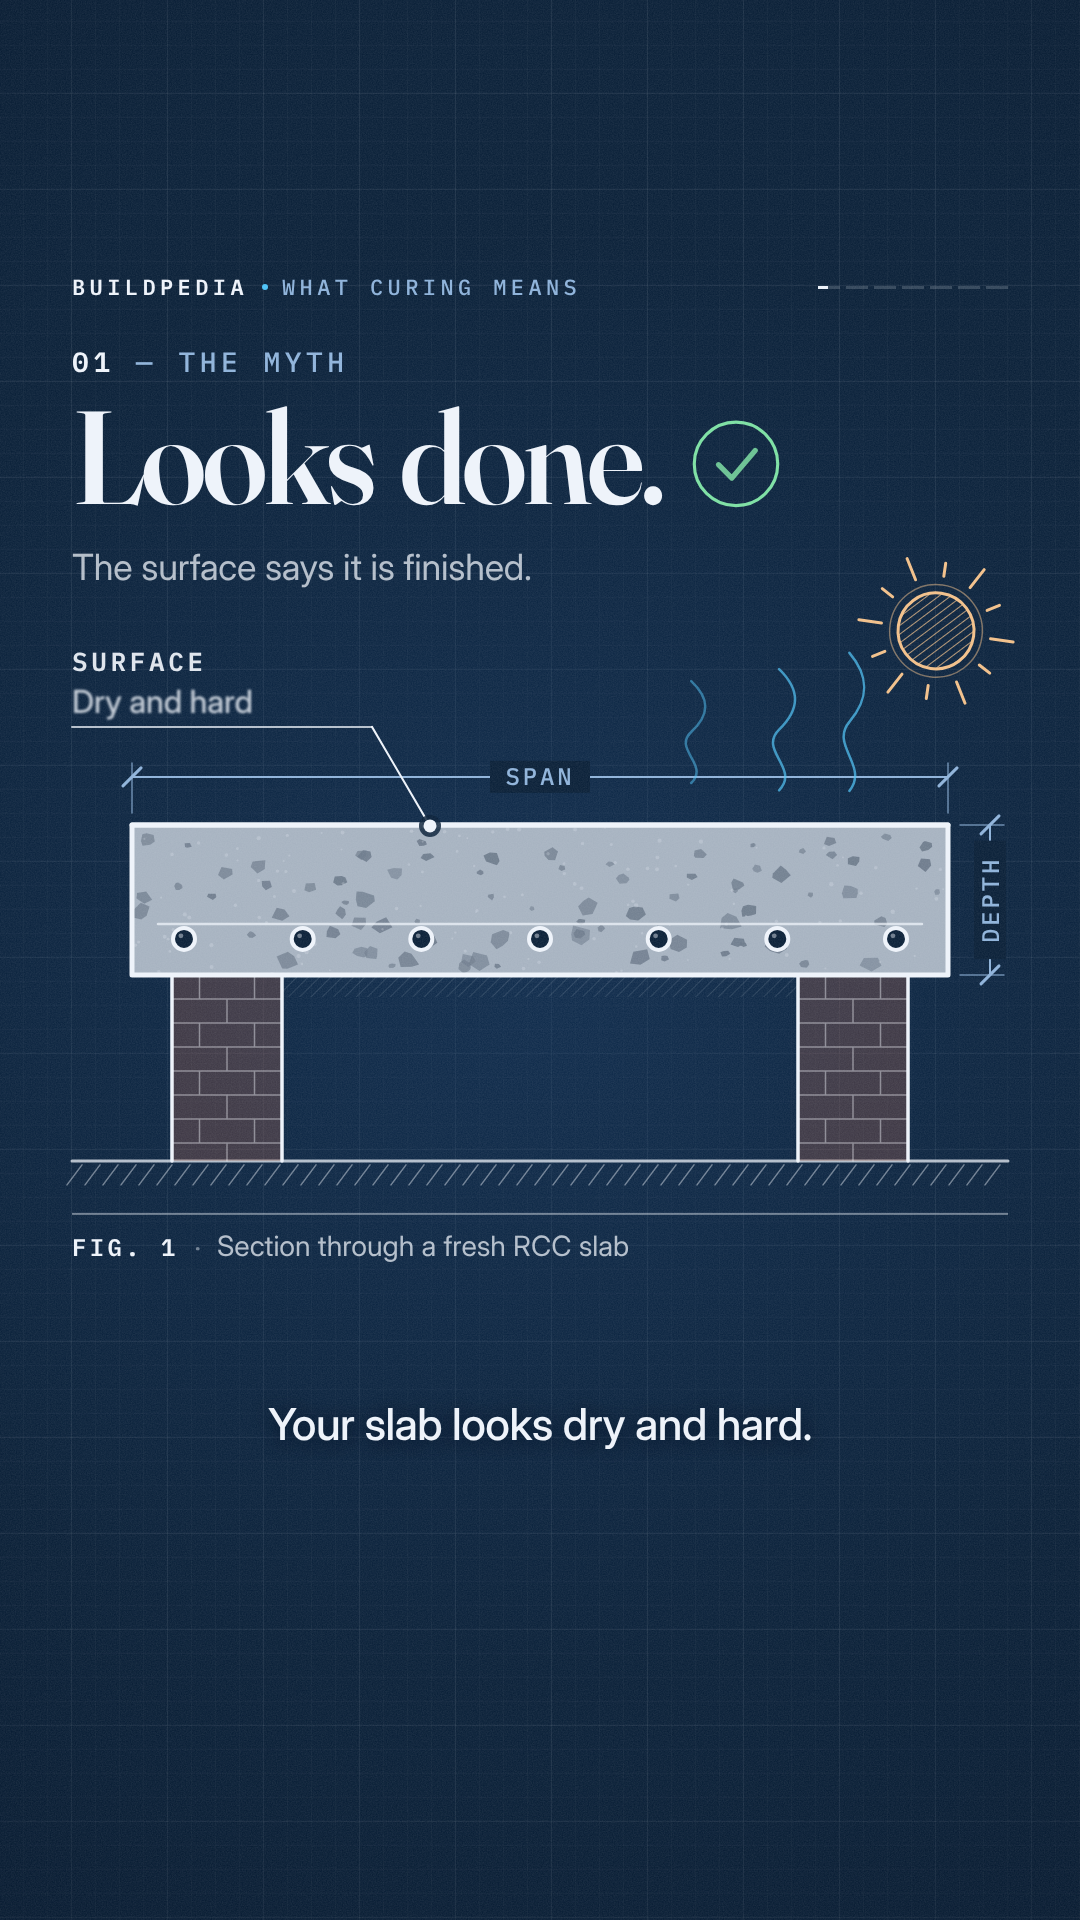 BUILDPEDIA • WHAT CURING MEANS
01 — THE MYTH
Looks done.
The surface says it is finished.
SURFACE
Dry and hard
SPAN
DEPTH
FIG. 1 · Section through a fresh RCC slab
Your slab looks dry and hard.